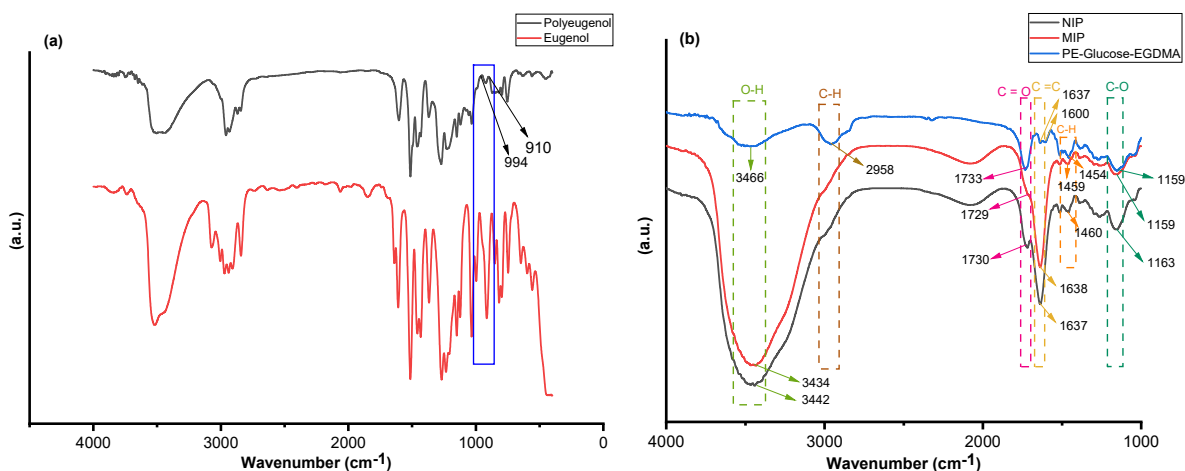 (a)
Polyeugenol
Eugenol
994
910
(a.u.)
4000 3000 2000 1000 0
Wavenumber (cm-1)
(b)
NIP
MIP
PE-Glucose-EGDMA
O-H
C-H
C = O
C =C
1637
1600
C-O
C-H
3466
2958
1733
1459
1454
1159
1729
1460
1159
1730
1163
1638
1637
3434
3442
(a.u.)
4000 3000 2000 1000
Wavenumber (cm-1)